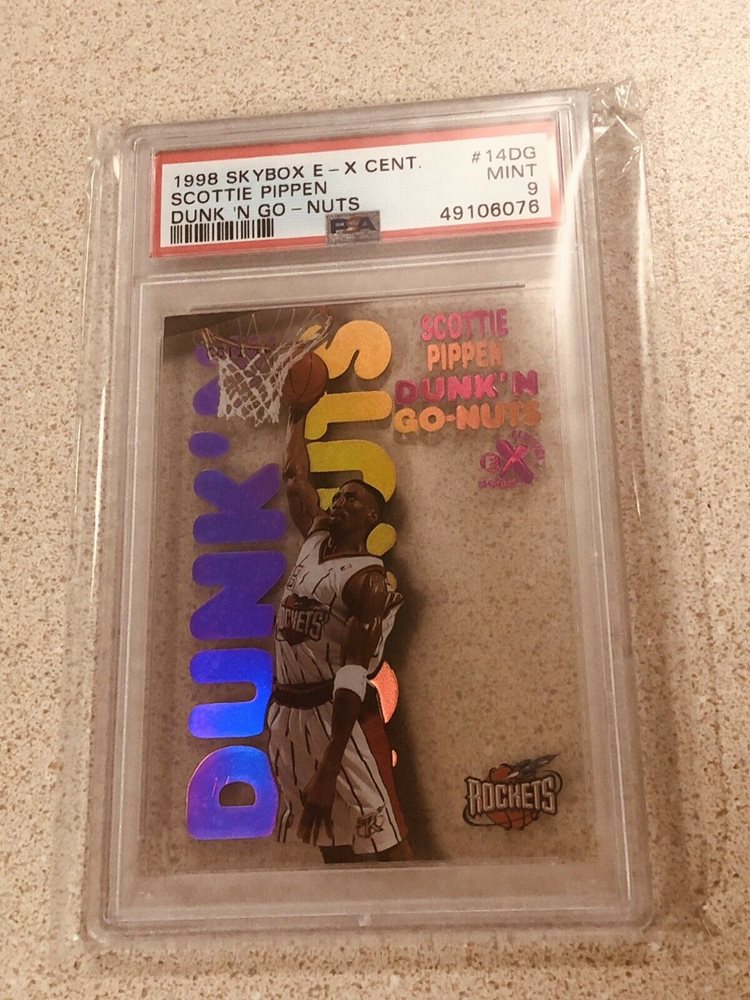 1998 SKYBOX E-X CENT. #14DG
SCOTTIE PIPPEN MINT
DUNK 'N GO-NUTS 9
PSA 49106076
SCOTTIE
PIPPEN
DUNK'N
GO-NUTS
EX
DUNK'N
NUTS
ROCKETS
ROCKETS